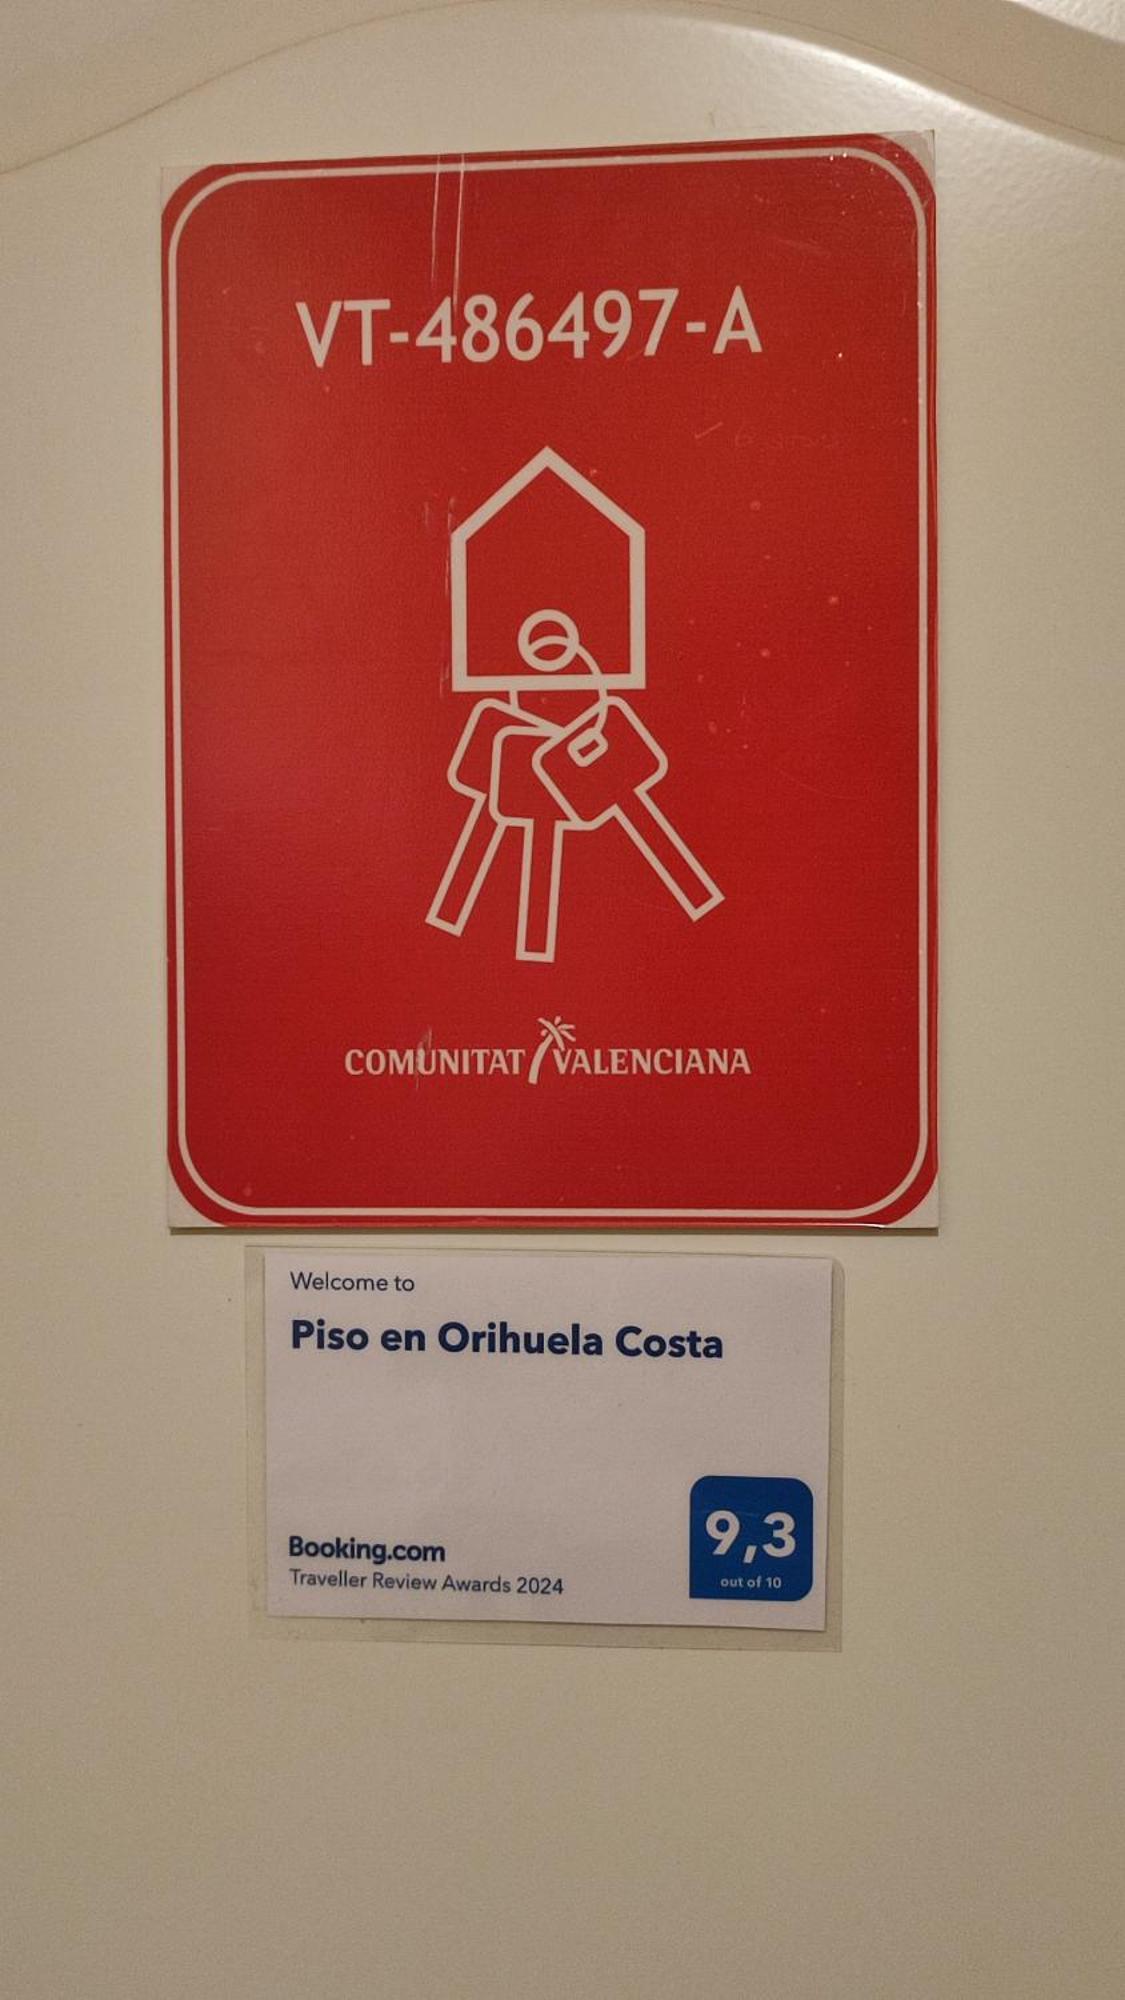 VT-486497-A
COMUNITAT VALENCIANA
Welcome to
Piso en Orihuela Costa
Booking.com
Traveller Review Awards 2024
9,3
out of 10